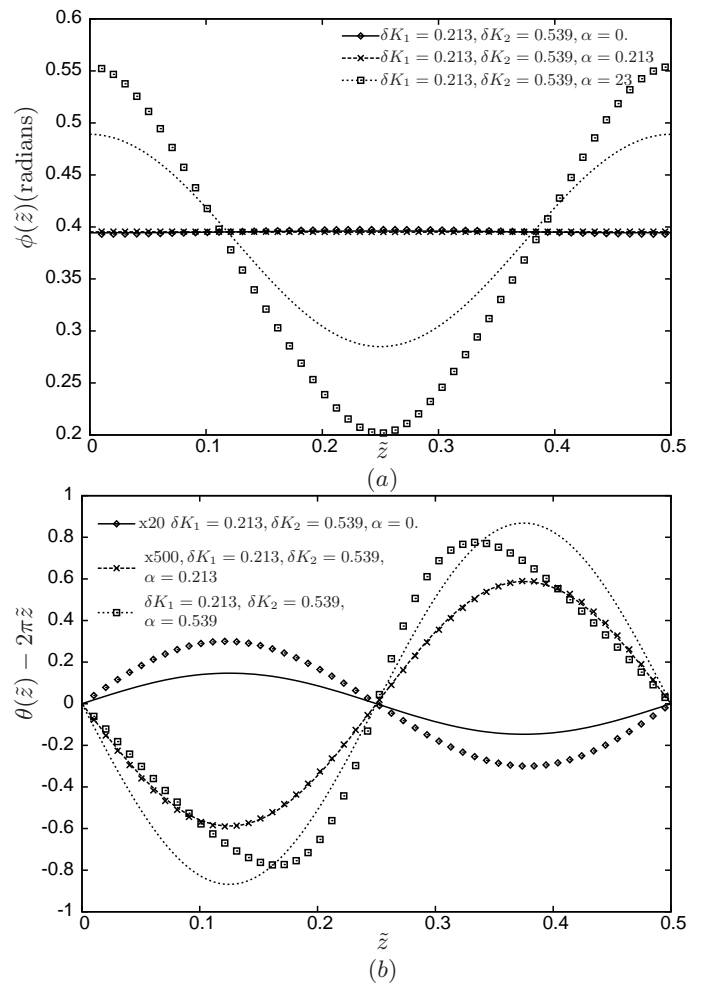 0.6
0.55
0.5
0.45
0.4
0.35
0.3
0.25
0.2
ϕ(z̃)(radians)
δK₁ = 0.213, δK₂ = 0.539, α = 0.
δK₁ = 0.213, δK₂ = 0.539, α = 0.213
δK₁ = 0.213, δK₂ = 0.539, α = 23
0 0.1 0.2 0.3 0.4 0.5
z̃
(a)
1
0.8
0.6
0.4
0.2
0
-0.2
-0.4
-0.6
-0.8
-1
θ(z̃) − 2πz̃
x20 δK₁ = 0.213, δK₂ = 0.539, α = 0.
x500, δK₁ = 0.213, δK₂ = 0.539,
α = 0.213
δK₁ = 0.213, δK₂ = 0.539,
α = 0.539
0 0.1 0.2 0.3 0.4 0.5
z̃
(b)